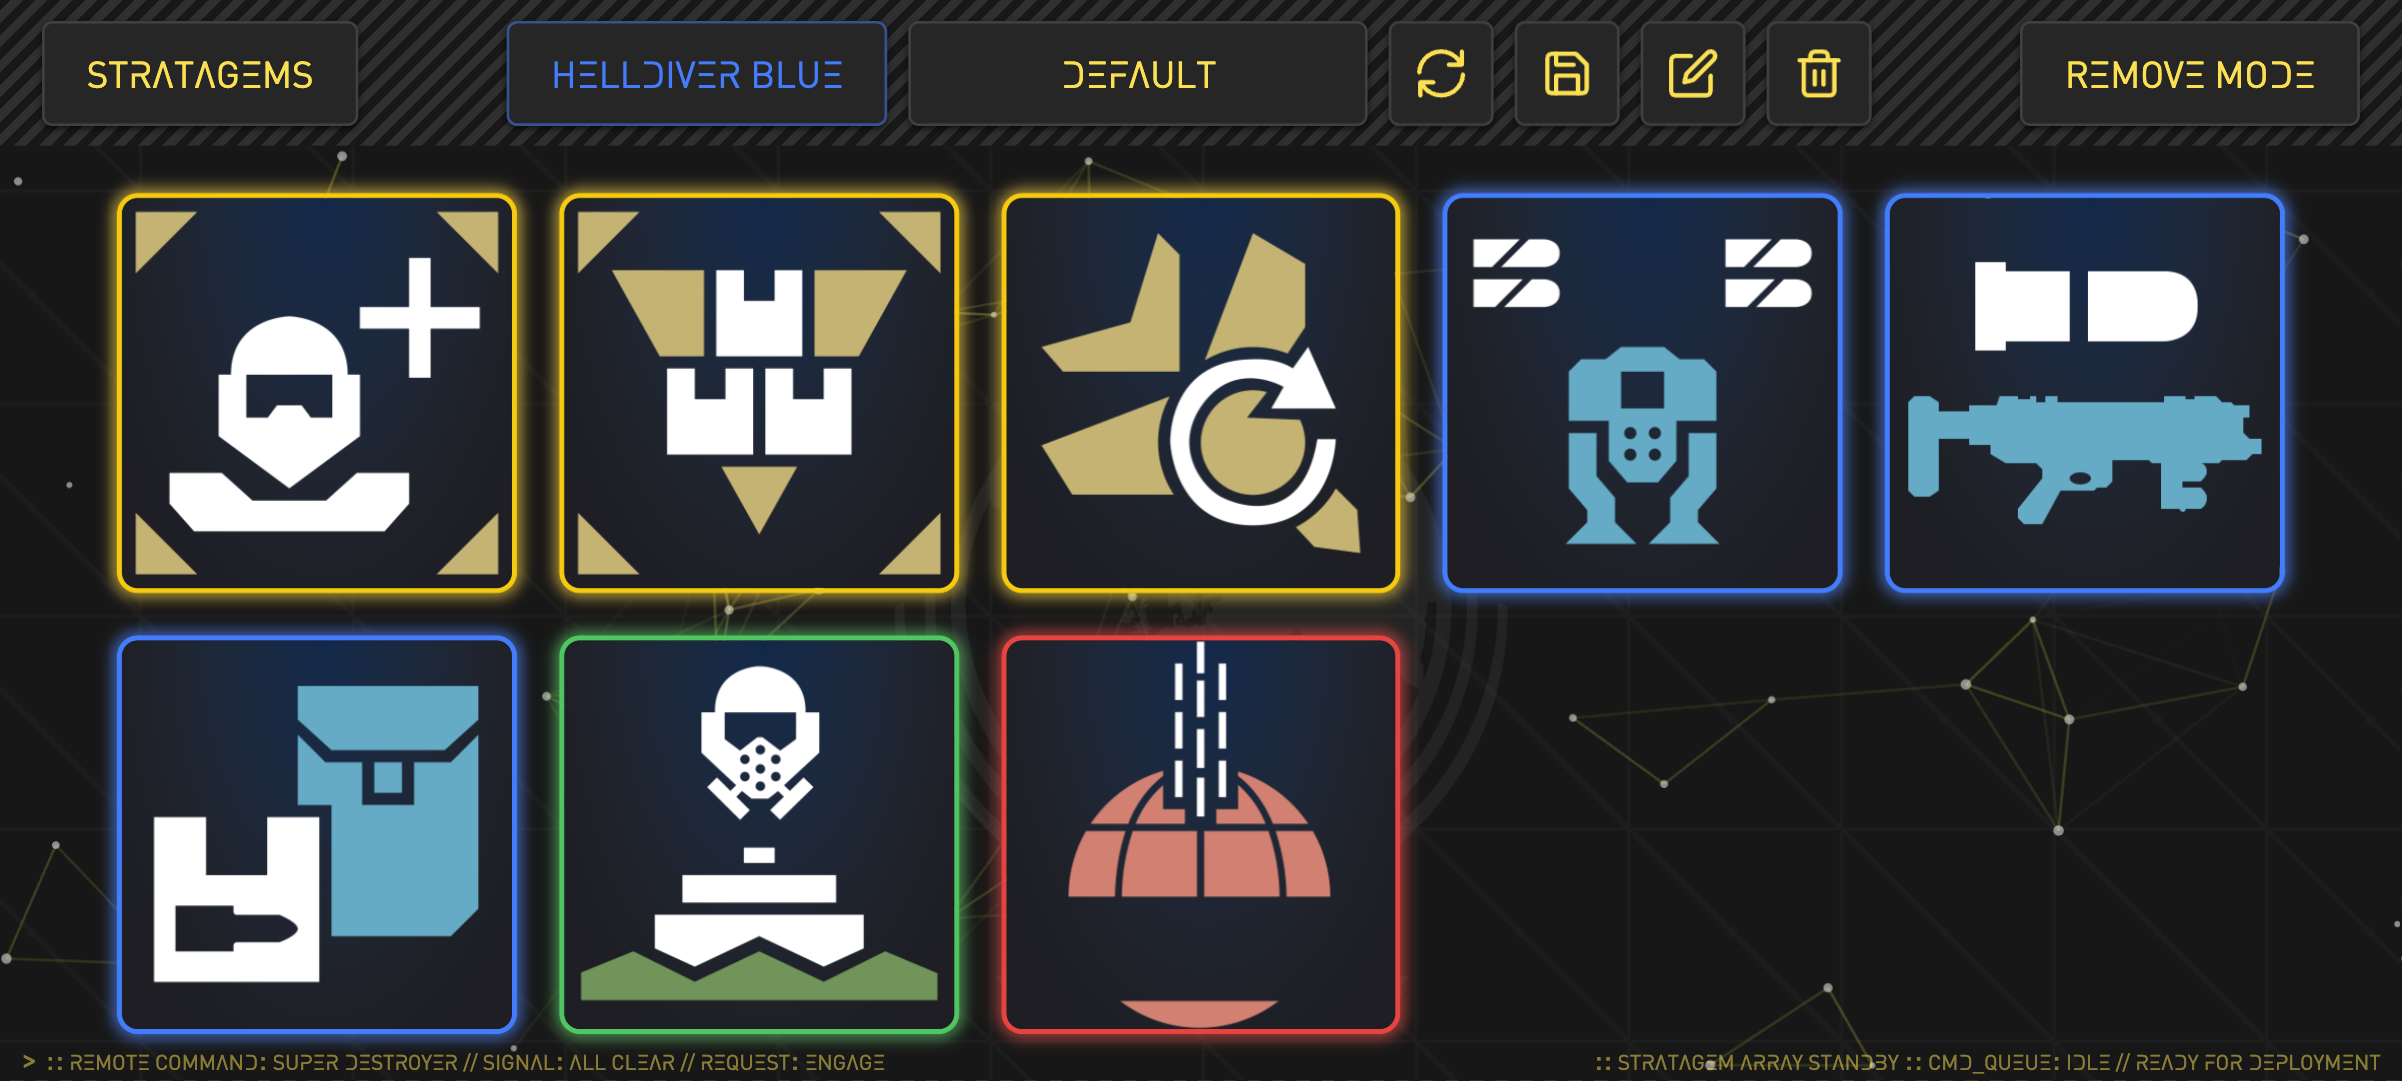 STRATAGEMS
HELLDIVER BLUE
DEFAULT
REMOVE MODE
> :: REMOTE COMMAND: SUPER DESTROYER // SIGNAL: ALL CLEAR // REQUEST: ENGAGE
:: STRATAGEM ARRAY STANDBY :: CMD_QUEUE: IDLE // READY FOR DEPLOYMENT